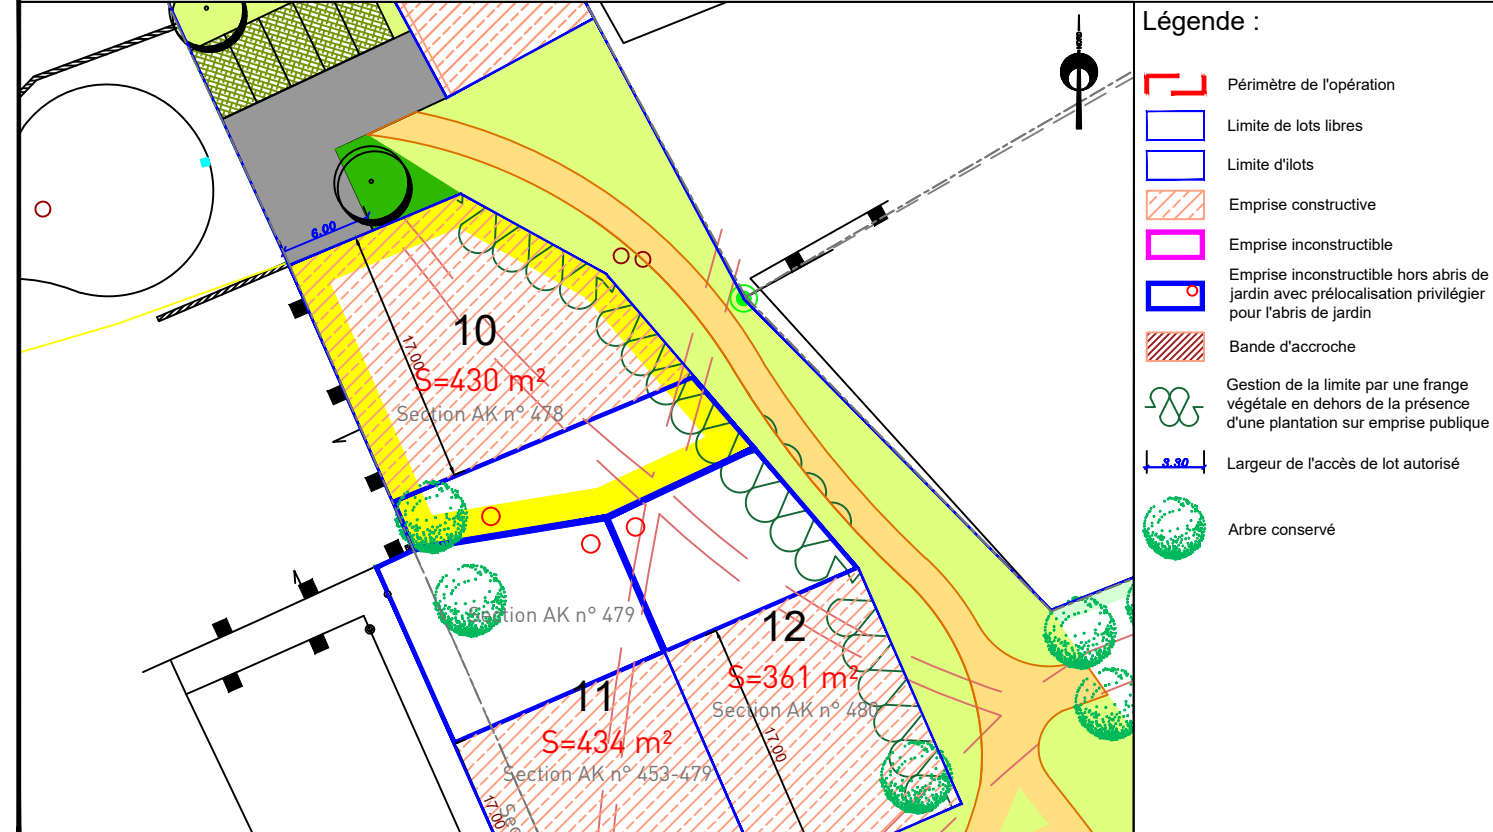 Légende :
NORD
Périmètre de l'opération
Limite de lots libres
Limite d'ilots
Emprise constructive
Emprise inconstructible
Emprise inconstructible hors abris de
jardin avec prélocalisation privilégier
pour l'abris de jardin
Bande d'accroche
Gestion de la limite par une frange
végétale en dehors de la présence
d'une plantation sur emprise publique
3.30
Largeur de l'accès de lot autorisé
Arbre conservé
6.00
10
17.00
S=430 m²
Section AK n° 478
Section AK n° 479
12
S=361 m²
Section AK n° 480
17.00
11
S=434 m²
Section AK n° 453-479
17.00
Sec